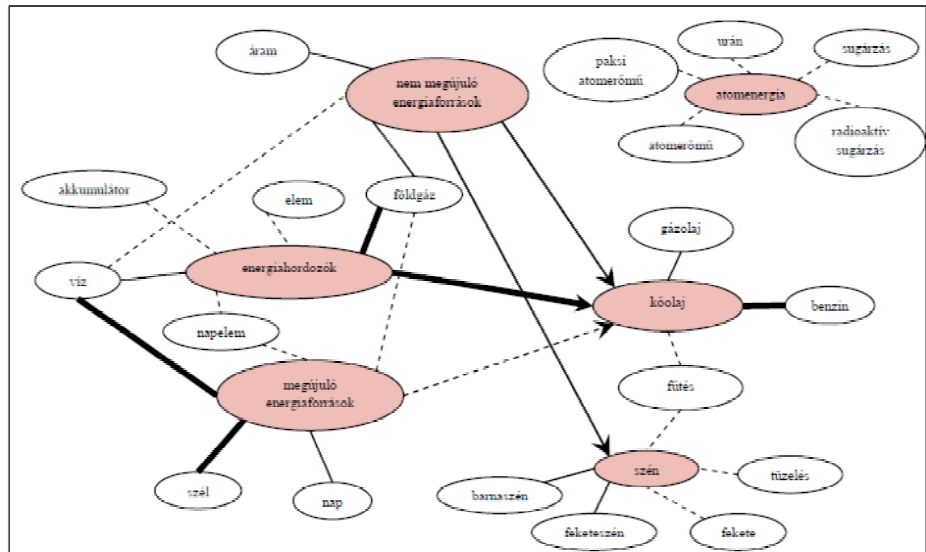 áram
nem megújuló
energiaforrások
urán
sugárzás
paksi
atomerőmű
atomenergia
atomerőmű
radioaktív
sugárzás
akkumulátor
elem
földgáz
gázolaj
energiahordozók
víz
kőolaj
benzin
napelem
megújuló
energiaforrások
fűtés
szén
tüzelés
szél
nap
barnaszén
feketeszén
fekete